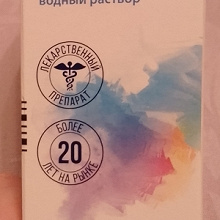 водный раствор
ЛЕКАРСТВЕННЫЙ
ПРЕПАРАТ
БОЛЕЕ
20
ЛЕТ НА РЫНКЕ